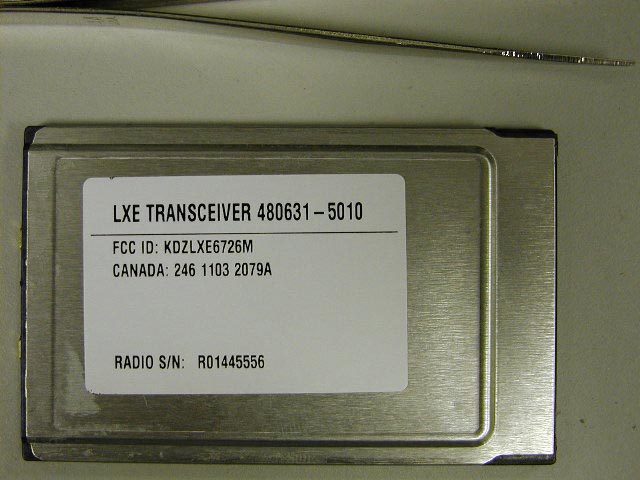 LXE TRANSCEIVER 480631-5010
FCC ID: KDZLXE6726M
CANADA: 246 1103 2079A
RADIO S/N: R01445556